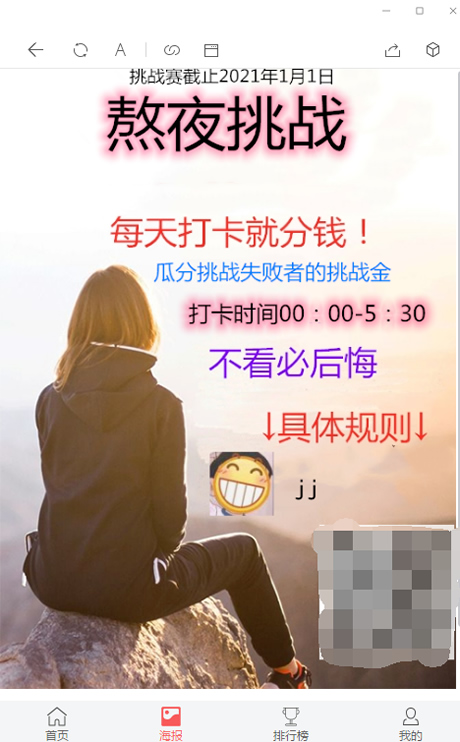 A
挑战赛截止2021年1月1日
熬夜挑战
每天打卡就分钱！
瓜分挑战失败者的挑战金
打卡时间00：00-5：30
不看必后悔
↓具体规则↓
jj
首页
海报
排行榜
我的